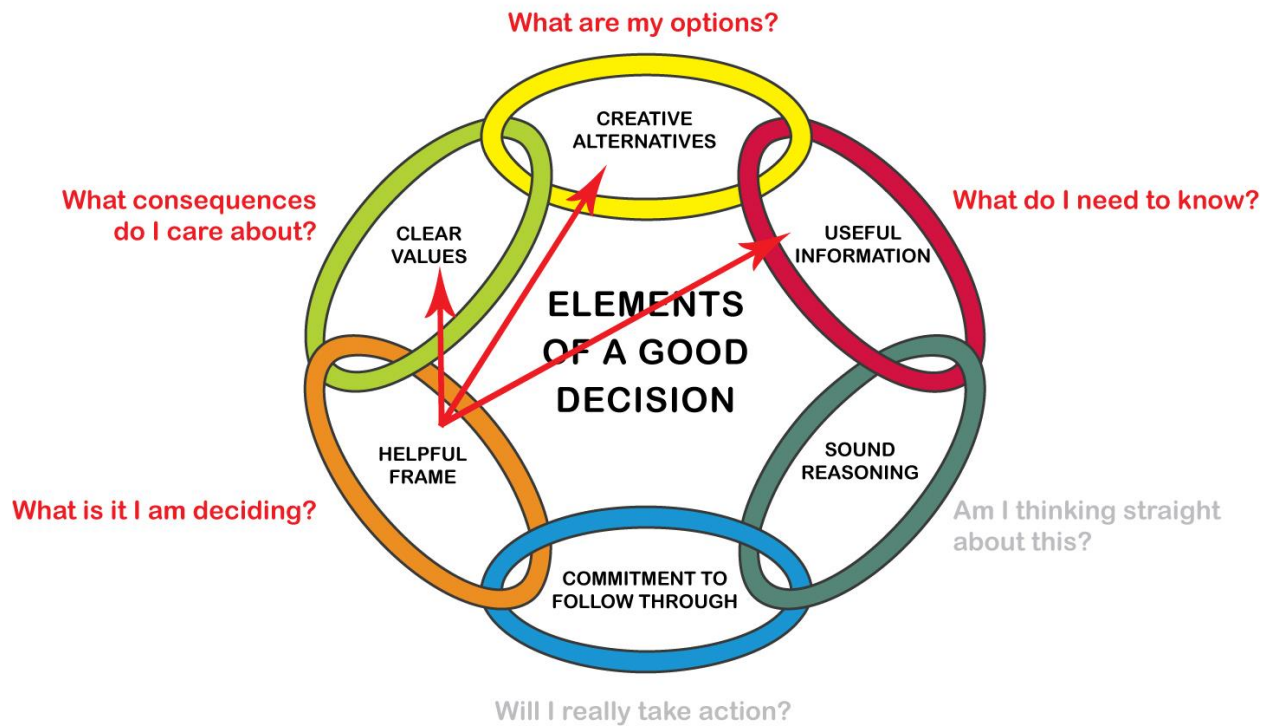 What are my options?
CREATIVE
ALTERNATIVES
What consequences
do I care about?
CLEAR
VALUES
What do I need to know?
USEFUL
INFORMATION
ELEMENTS
OF A GOOD
DECISION
HELPFUL
FRAME
What is it I am deciding?
SOUND
REASONING
Am I thinking straight
about this?
COMMITMENT TO
FOLLOW THROUGH
Will I really take action?